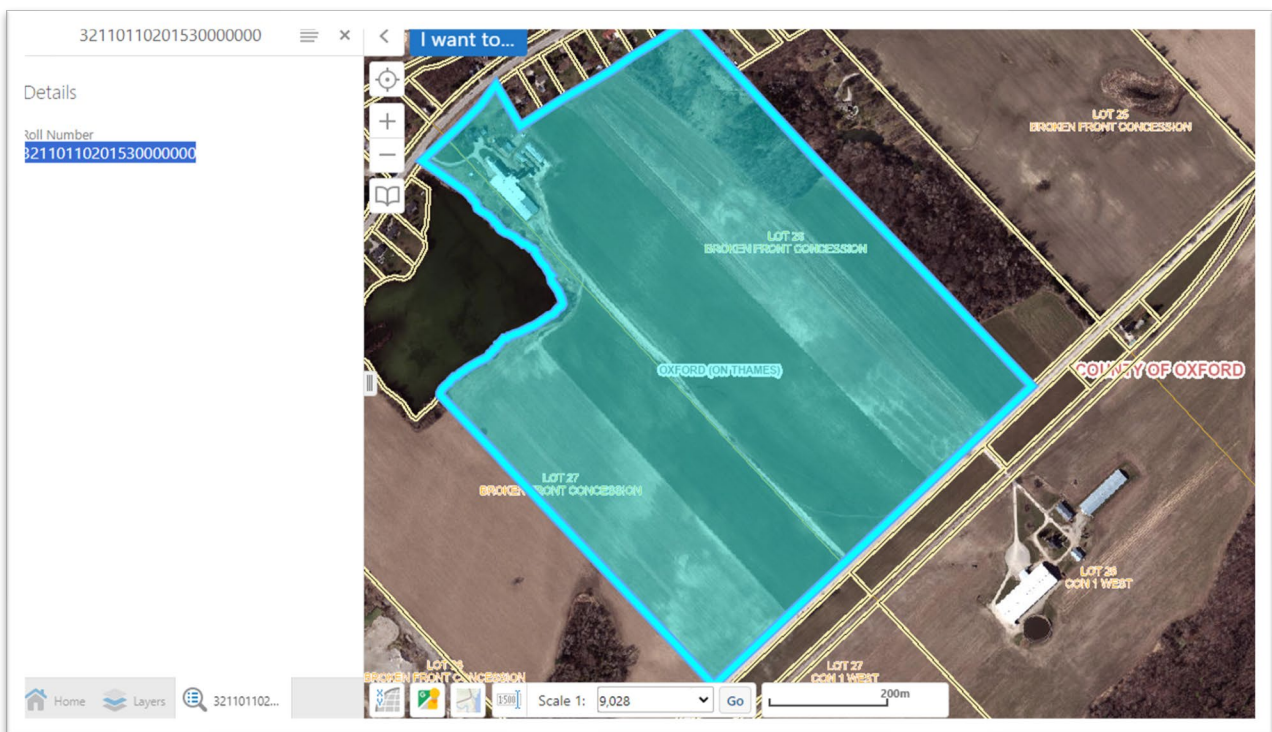 32110110201530000000
I want to...
Details
Roll Number
32110110201530000000
LOT 25
BROKEN FRONT CONCESSION
LOT 26
BROKEN FRONT CONCESSION
OXFORD (ON THAMES)
COUNTY OF OXFORD
LOT 27
BROKEN FRONT CONCESSION
LOT 26
CON 1 WEST
BROKEN FRONT CONCESSION
LOT 27
CON 1 WEST
Home
Layers
321101102...
1:500
Scale 1:
9,028
Go
200m